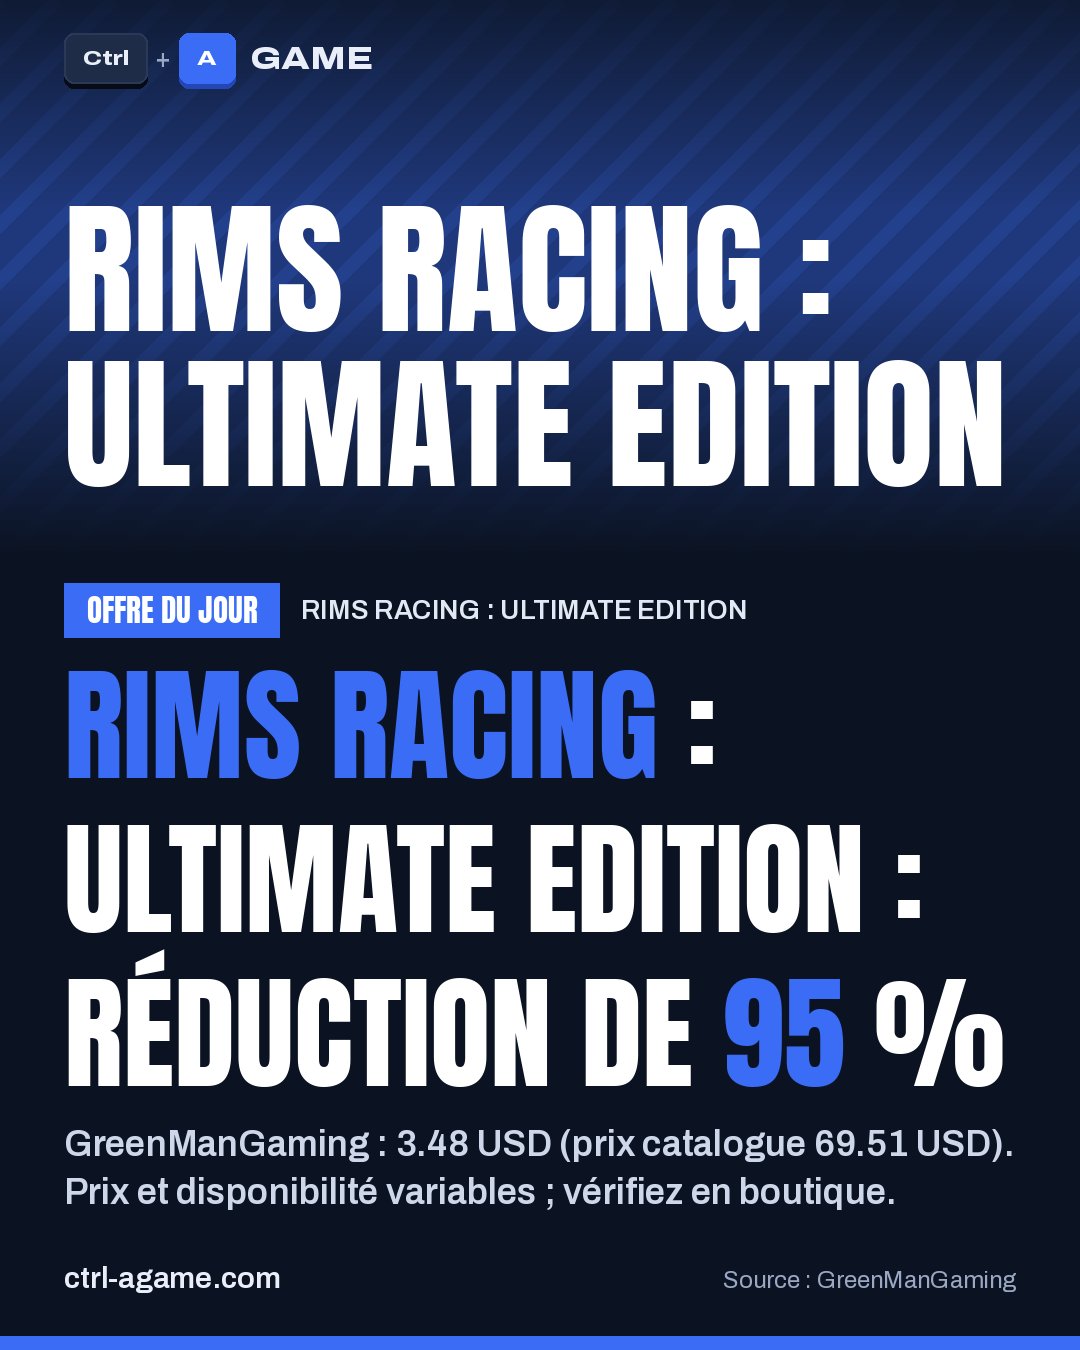 Ctrl + A GAME
RIMS RACING :
ULTIMATE EDITION
OFFRE DU JOUR RIMS RACING : ULTIMATE EDITION
RIMS RACING :
ULTIMATE EDITION :
RÉDUCTION DE 95 %
GreenManGaming : 3.48 USD (prix catalogue 69.51 USD).
Prix et disponibilité variables ; vérifiez en boutique.
ctrl-agame.com Source : GreenManGaming